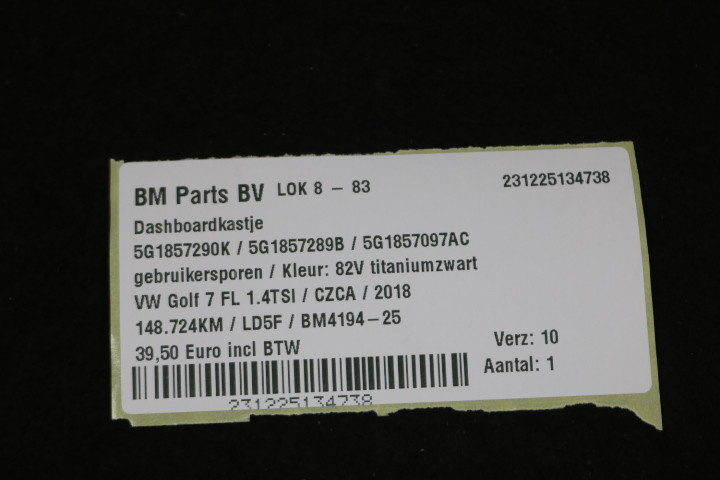 BM Parts BV LOK 8 – 83 231225134738
Dashboardkastje
5G1857290K / 5G1857289B / 5G1857097AC
gebruikersporen / Kleur: 82V titaniumzwart
VW Golf 7 FL 1.4TSI / CZCA / 2018
148.724KM / LD5F / BM4194–25
39,50 Euro incl BTW
Verz: 10
Aantal: 1
231225134738